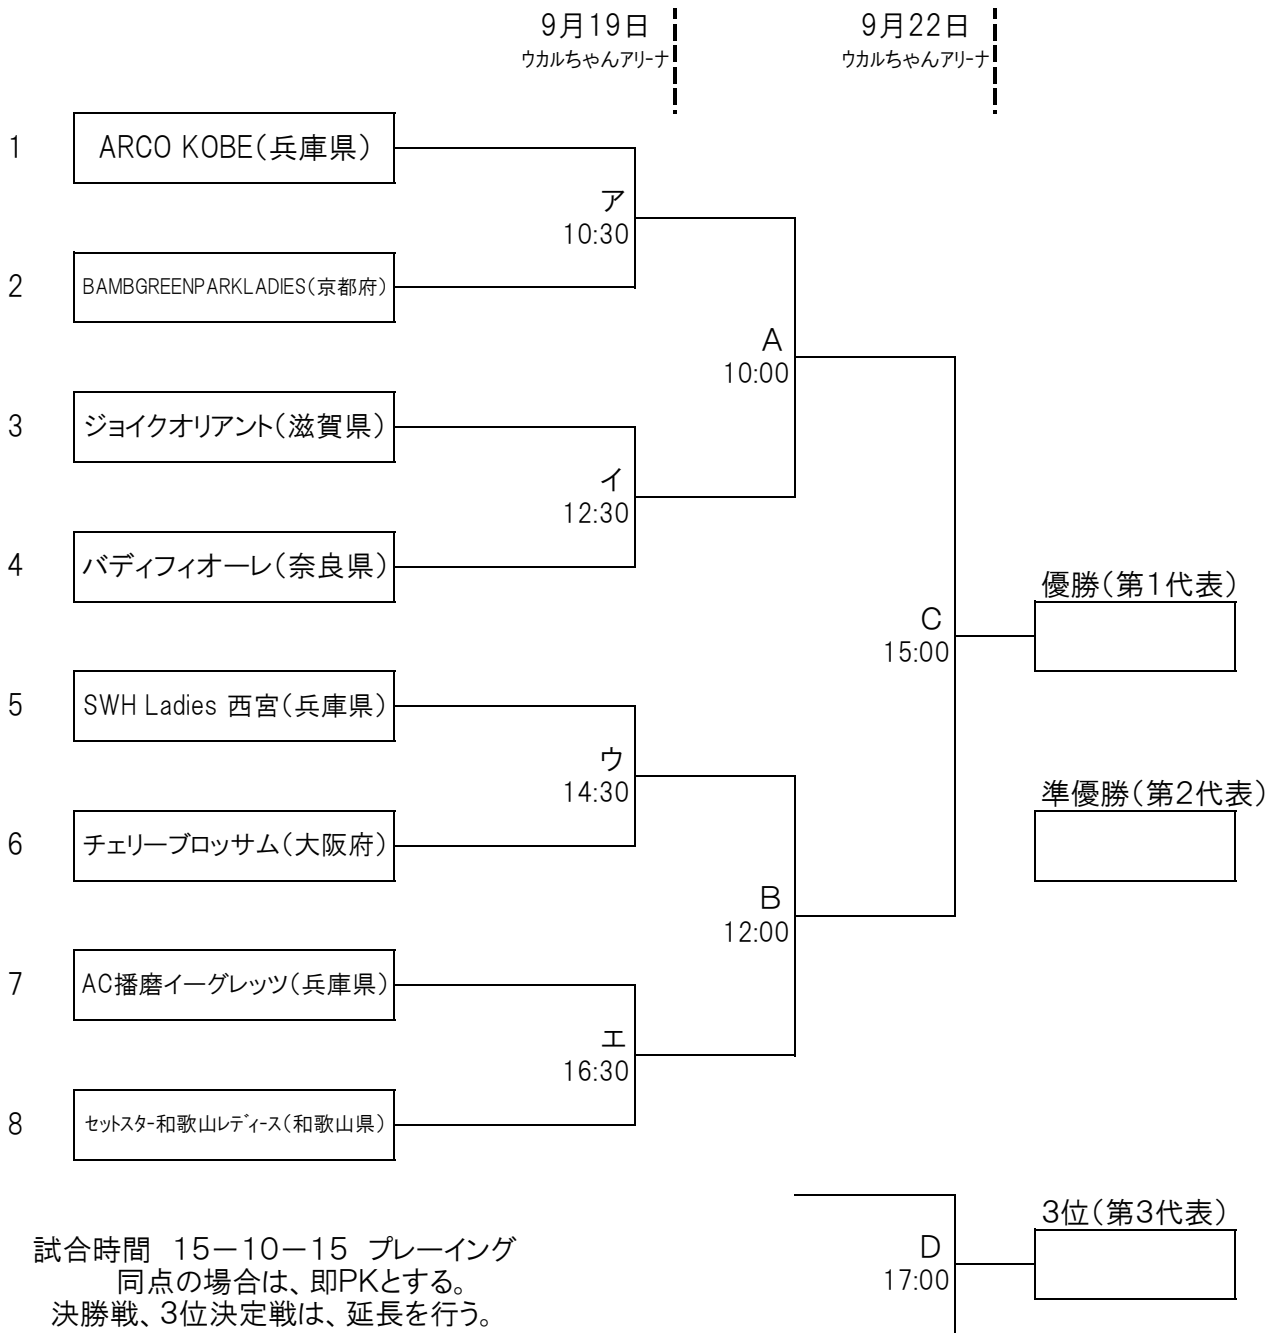 9月19日
ウカルちゃんアリーナ
9月22日
ウカルちゃんアリーナ
1
ARCO KOBE(兵庫県)
ア
10:30
2
BAMBGREENPARKLADIES(京都府)
A
10:00
3
ジョイクオリアント(滋賀県)
イ
12:30
4
バディフィオーレ(奈良県)
優勝(第1代表)
C
15:00
5
SWH Ladies 西宮(兵庫県)
ウ
14:30
準優勝(第2代表)
6
チェリーブロッサム(大阪府)
B
12:00
7
AC播磨イーグレッツ(兵庫県)
エ
16:30
8
セットスター和歌山レディース(和歌山県)
3位(第3代表)
D
17:00
試合時間 15-10-15 プレーイング
同点の場合は、即PKとする。
決勝戦、3位決定戦は、延長を行う。